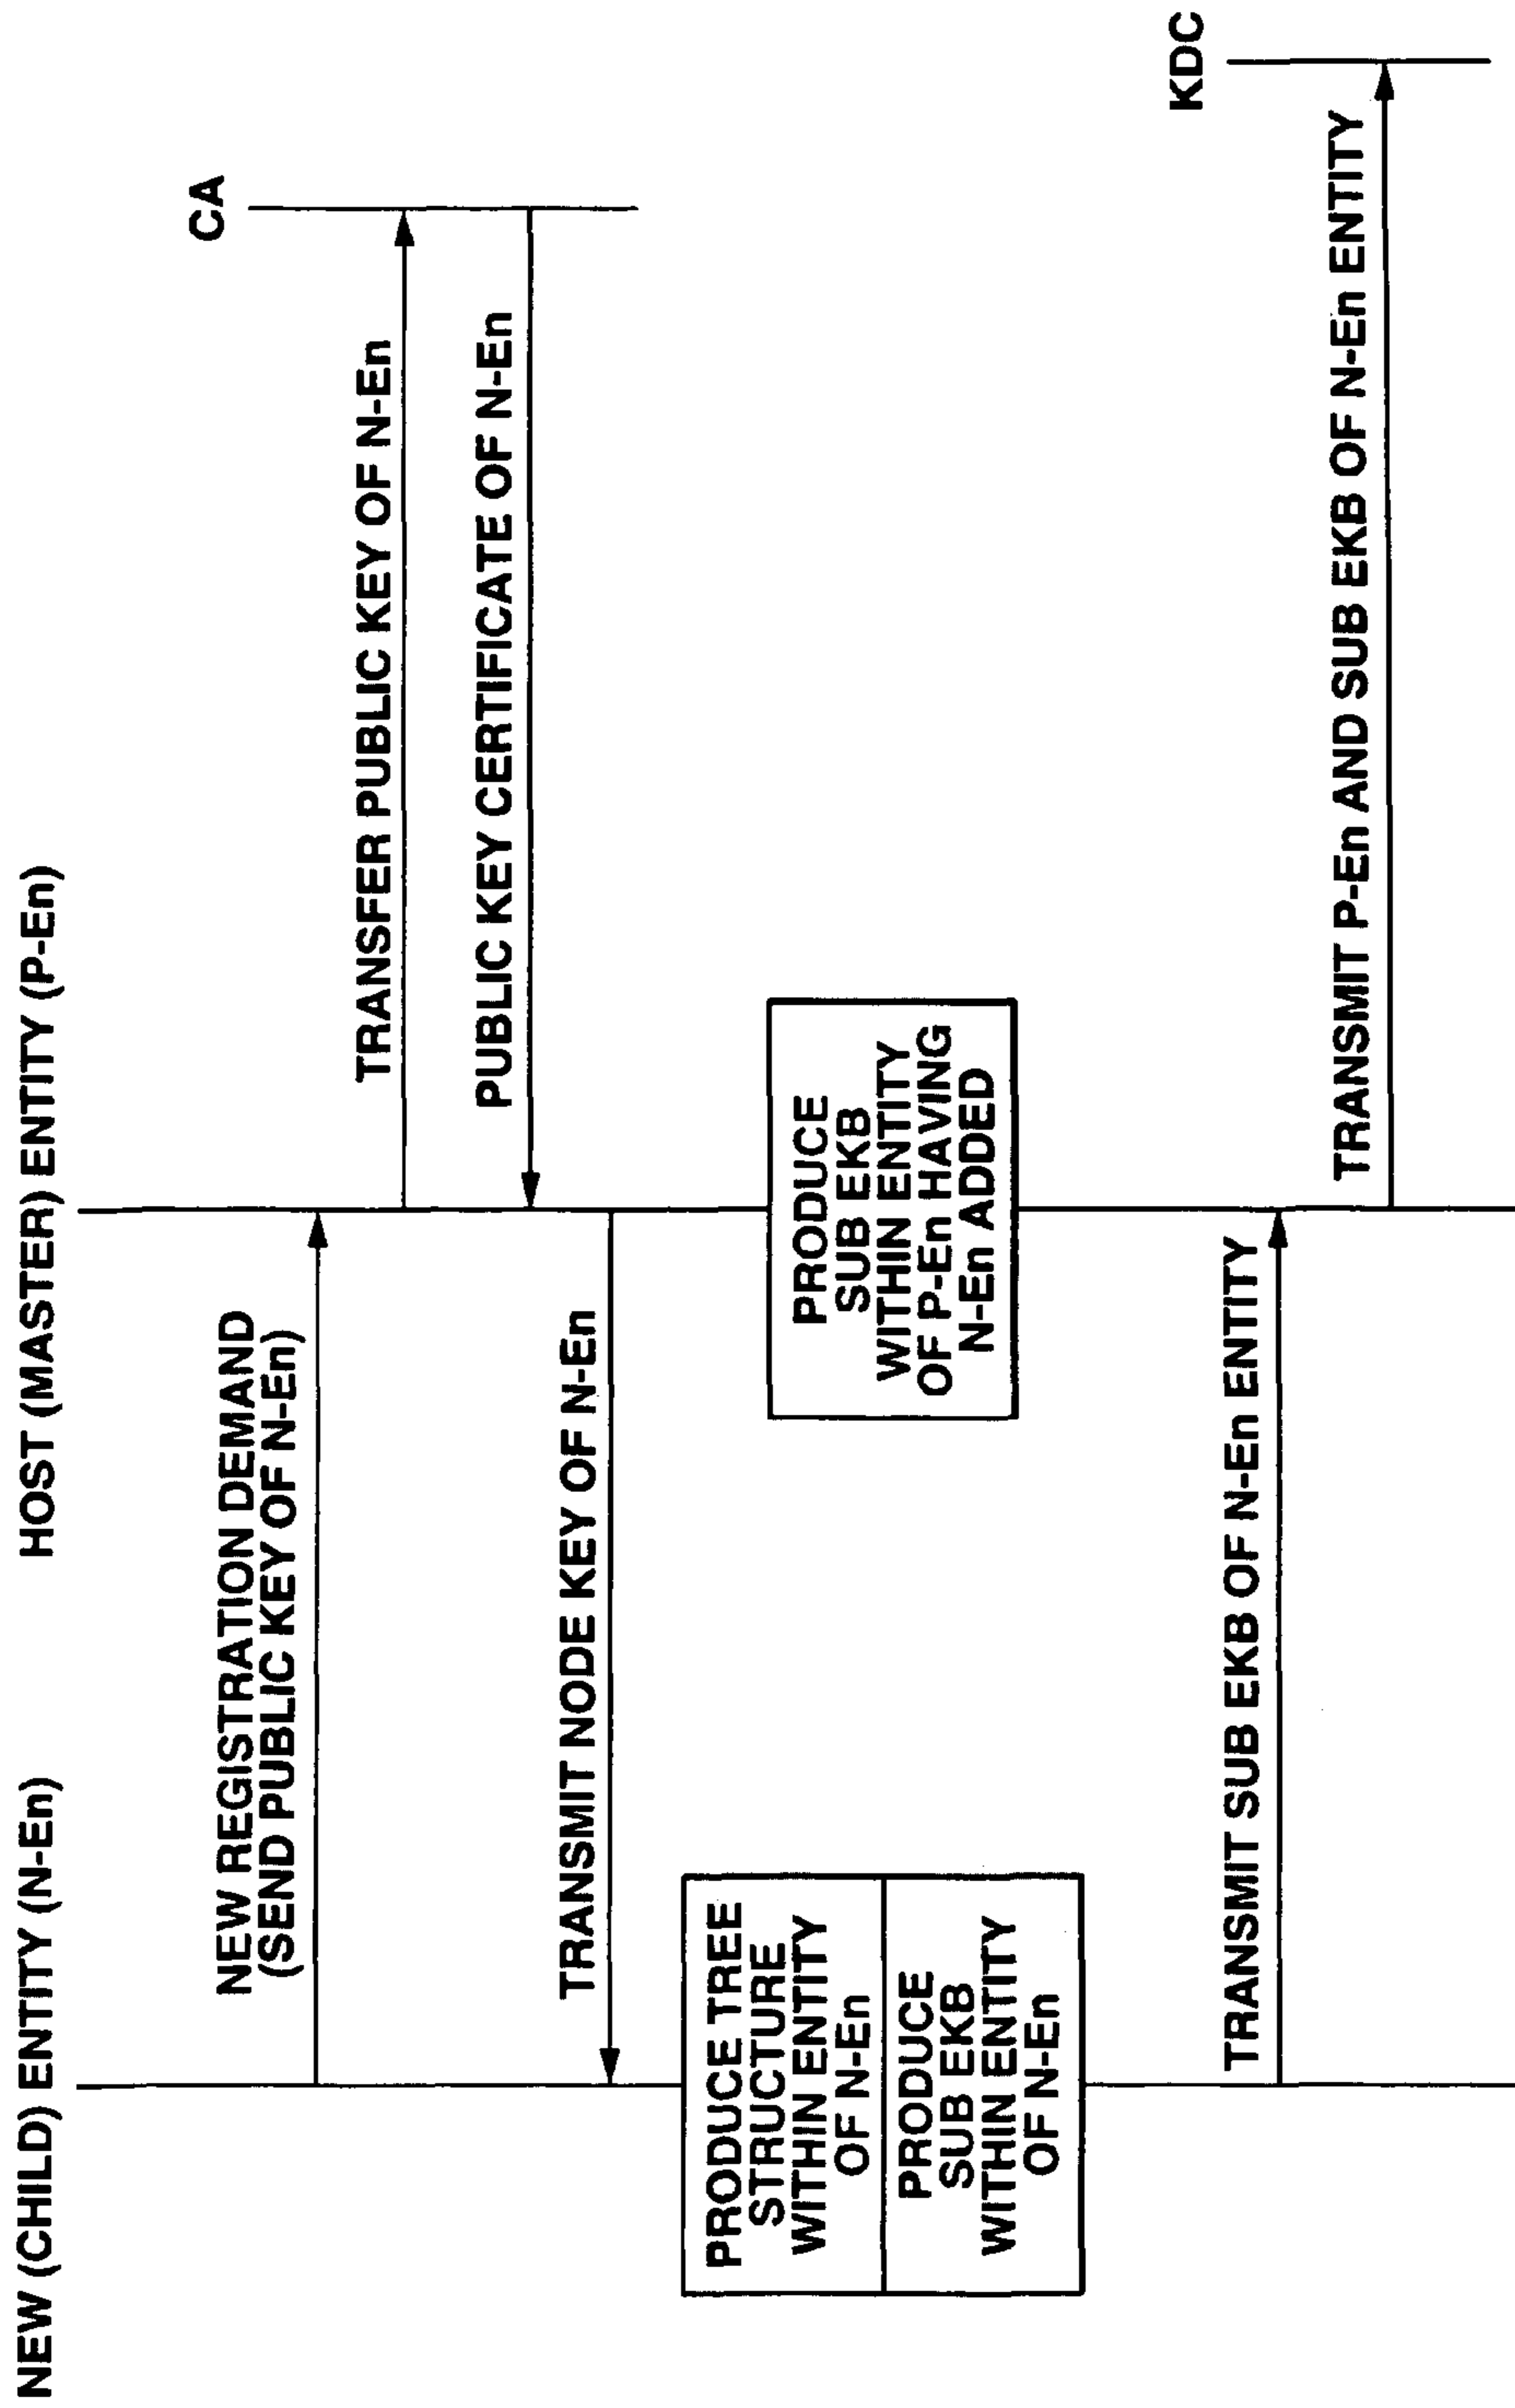 NEW (CHILD) ENTITY (N-En)
HOST (MASTER) ENTITY (P-En)
CA
NEW REGISTRATION DEMAND
(SEND PUBLIC KEY OF N-En)
TRANSFER PUBLIC KEY OF N-En
PUBLIC KEY CERTIFICATE OF N-En
TRANSMIT NODE KEY OF N-En
PRODUCE TREE
STRUCTURE
WITHIN ENTITY
OF N-En
PRODUCE
SUB EKB
WITHIN ENTITY
OF N-En
PRODUCE
SUB EKB
WITHIN ENTITY
OF P-En HAVING
N-En ADDED
KDC
TRANSMIT SUB EKB OF N-En ENTITY
TRANSMIT P-En AND SUB EKB OF N-En ENTITY